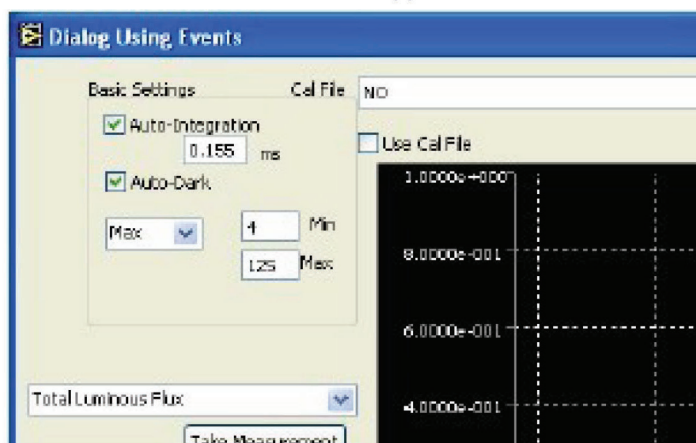 Dialog Using Events
Basic Settings
Cal File NO
Auto-Integration
0.155 ms
Use Cal File
Auto-Dark
Max
4 Min
125 Max
1.0000e+000
8.0000e-001
6.0000e-001
4.0000e-001
Total Luminous Flux
Take Measurement